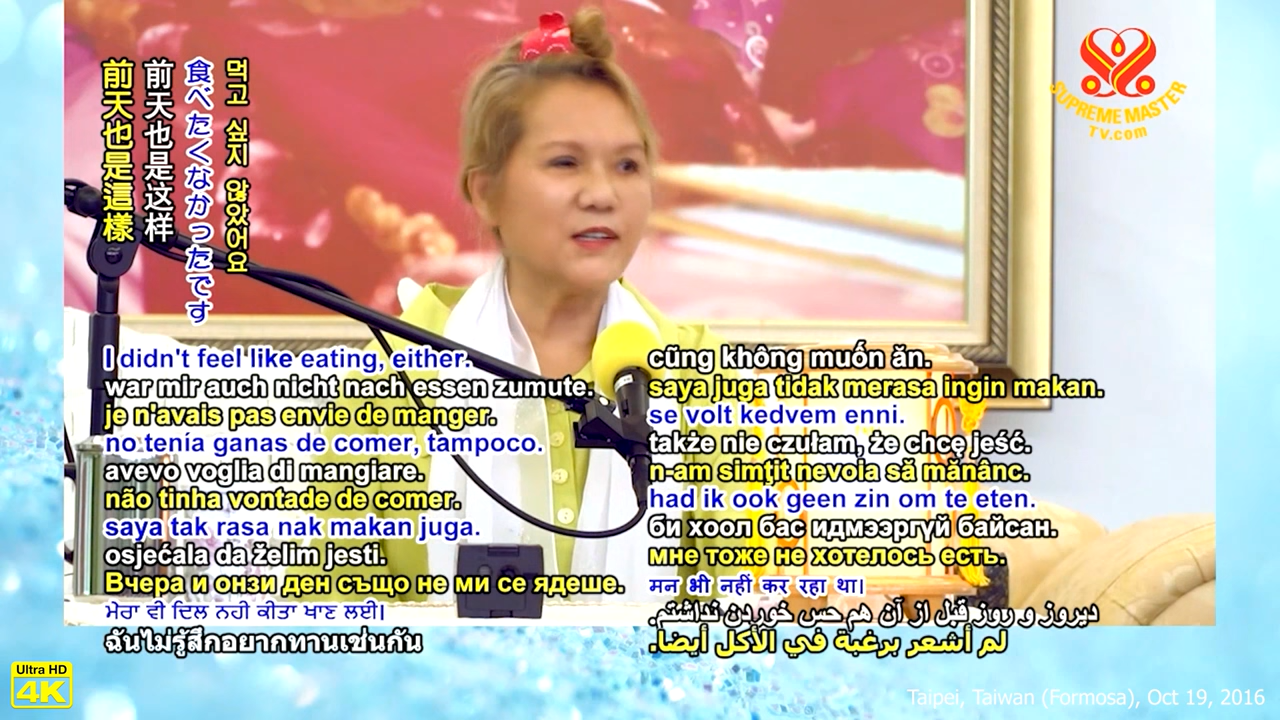 前天也是這樣
前天也是这样
食べたくなかったです
먹고 싶지 않았어요
SUPREME MASTER
TV.com
I didn't feel like eating, either.
war mir auch nicht nach essen zumute.
je n'avais pas envie de manger.
no tenía ganas de comer, tampoco.
avevo voglia di mangiare.
não tinha vontade de comer.
saya tak rasa nak makan juga.
osjećala da želim jesti.
Вчера и онзи ден също не ми се ядеше.
ਮੇਰਾ ਵੀ ਦਿਲ ਨਹੀ ਕੀਤਾ ਖਾਣ ਲਈ।
ฉันไม่รู้สึกอยากทานเช่นกัน
cũng không muốn ăn.
saya juga tidak merasa ingin makan.
se volt kedvem enni.
także nie czułam, że chcę jeść.
n-am simţit nevoia să mănânc.
had ik ook geen zin om te eten.
би хоол бас идмээргүй байсан.
мне тоже не хотелось есть.
मन भी नहीं कर रहा था।
دیروز و روز قبل از آن هم حس خوردن نداشتم.
لم أشعر برغبة في الأكل أيضا.
Ultra HD
4K
Taipei, Taiwan (Formosa), Oct 19, 2016